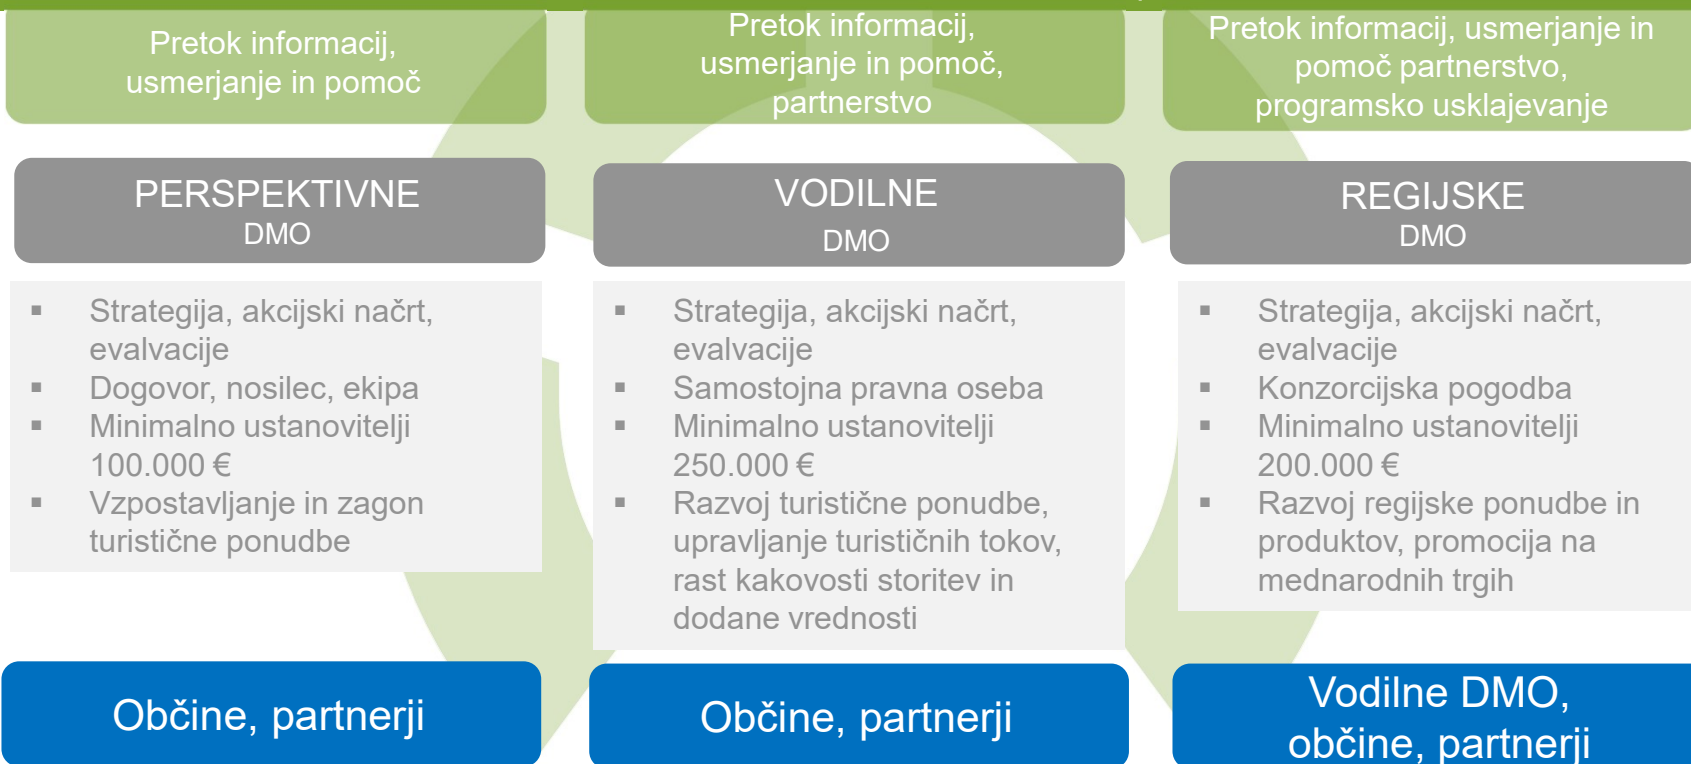 Pretok informacij,
usmerjanje in pomoč
Pretok informacij,
usmerjanje in pomoč,
partnerstvo
Pretok informacij, usmerjanje in
pomoč partnerstvo,
programsko usklajevanje
PERSPEKTIVNE
DMO
VODILNE
DMO
REGIJSKE
DMO
▪ Strategija, akcijski načrt,
evalvacije
▪ Dogovor, nosilec, ekipa
▪ Minimalno ustanovitelji
100.000 €
▪ Vzpostavljanje in zagon
turistične ponudbe
▪ Strategija, akcijski načrt,
evalvacije
▪ Samostojna pravna oseba
▪ Minimalno ustanovitelji
250.000 €
▪ Razvoj turistične ponudbe,
upravljanje turističnih tokov,
rast kakovosti storitev in
dodane vrednosti
▪ Strategija, akcijski načrt,
evalvacije
▪ Konzorcijska pogodba
▪ Minimalno ustanovitelji
200.000 €
▪ Razvoj regijske ponudbe in
produktov, promocija na
mednarodnih trgih
Občine, partnerji
Občine, partnerji
Vodilne DMO,
občine, partnerji